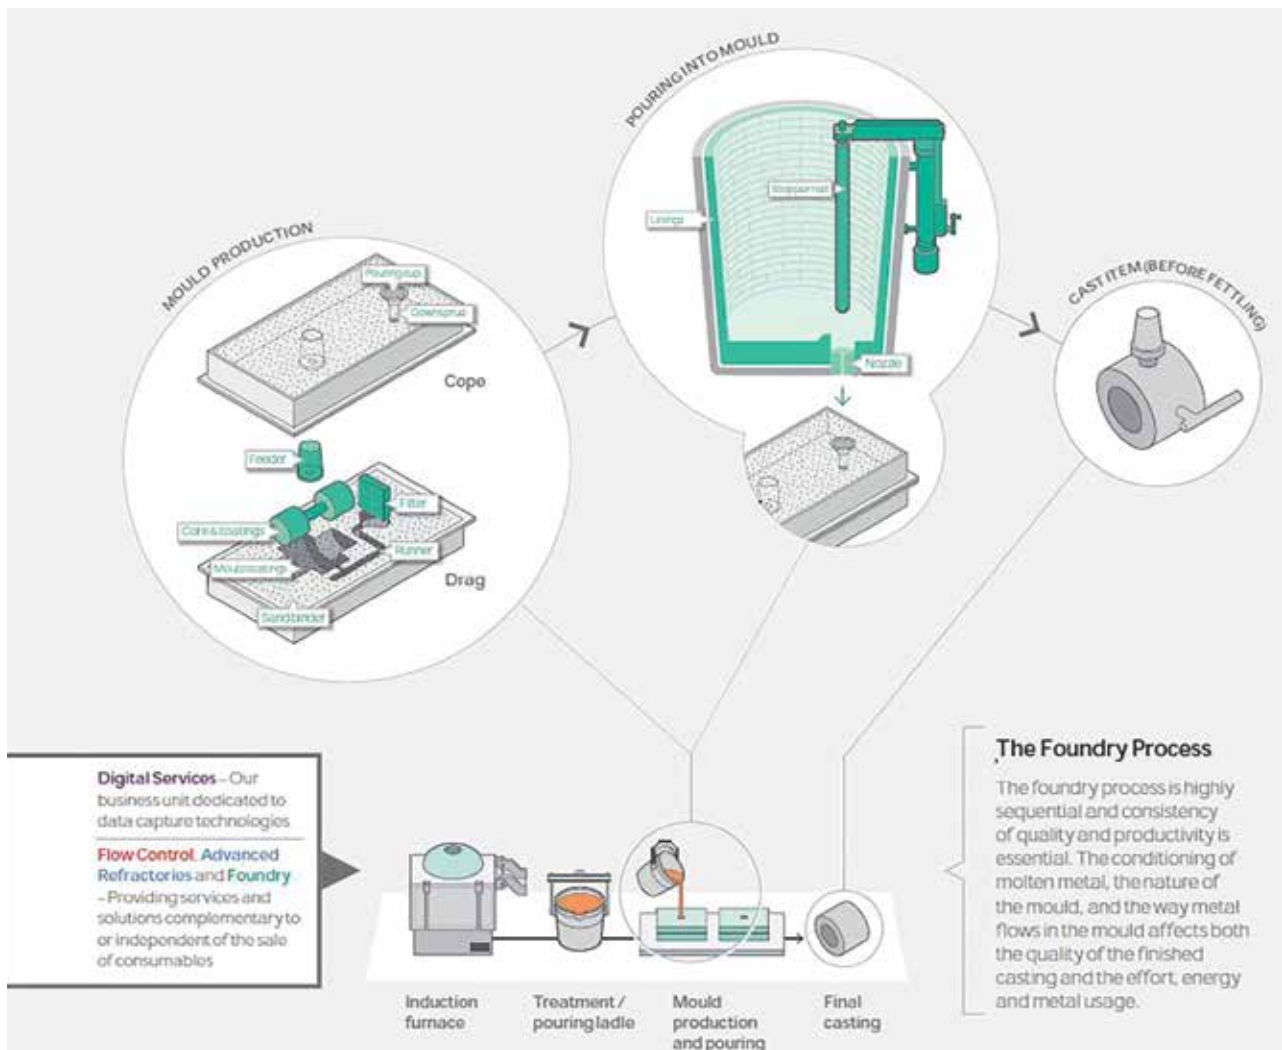 POURING INTO MOULD
Stopper rod
Linings
Nozzle
MOULD PRODUCTION
Pouring cup
Downsprue
Cope
Feeder
Filter
Core & coatings
Runner
Mould coatings
Drag
Sand binder
CAST ITEM (BEFORE FETTLING)
Digital Services – Our
business unit dedicated to
data capture technologies
Flow Control, Advanced
Refractories and Foundry
– Providing services and
solutions complementary to
or independent of the sale
of consumables
The Foundry Process
The foundry process is highly
sequential and consistency
of quality and productivity is
essential. The conditioning of
molten metal, the nature of
the mould, and the way metal
flows in the mould affects both
the quality of the finished
casting and the effort, energy
and metal usage.
Induction
furnace
Treatment /
pouring ladle
Mould
production
and pouring
Final
casting